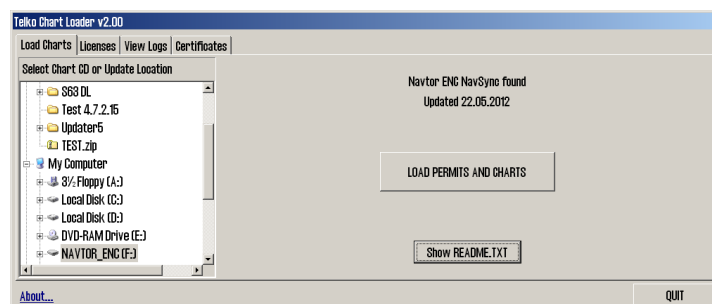 Telko Chart Loader v2.00
Load Charts
Licenses
View Logs
Certificates
Select Chart CD or Update Location
S63 DL
Test 4.7.2.15
Updater5
TEST.zip
My Computer
3½ Floppy (A:)
Local Disk (C:)
Local Disk (D:)
DVD-RAM Drive (E:)
NAVTOR_ENC (F:)
Navtor ENC NavSync found
Updated 22.05.2012
LOAD PERMITS AND CHARTS
Show README.TXT
About...
QUIT